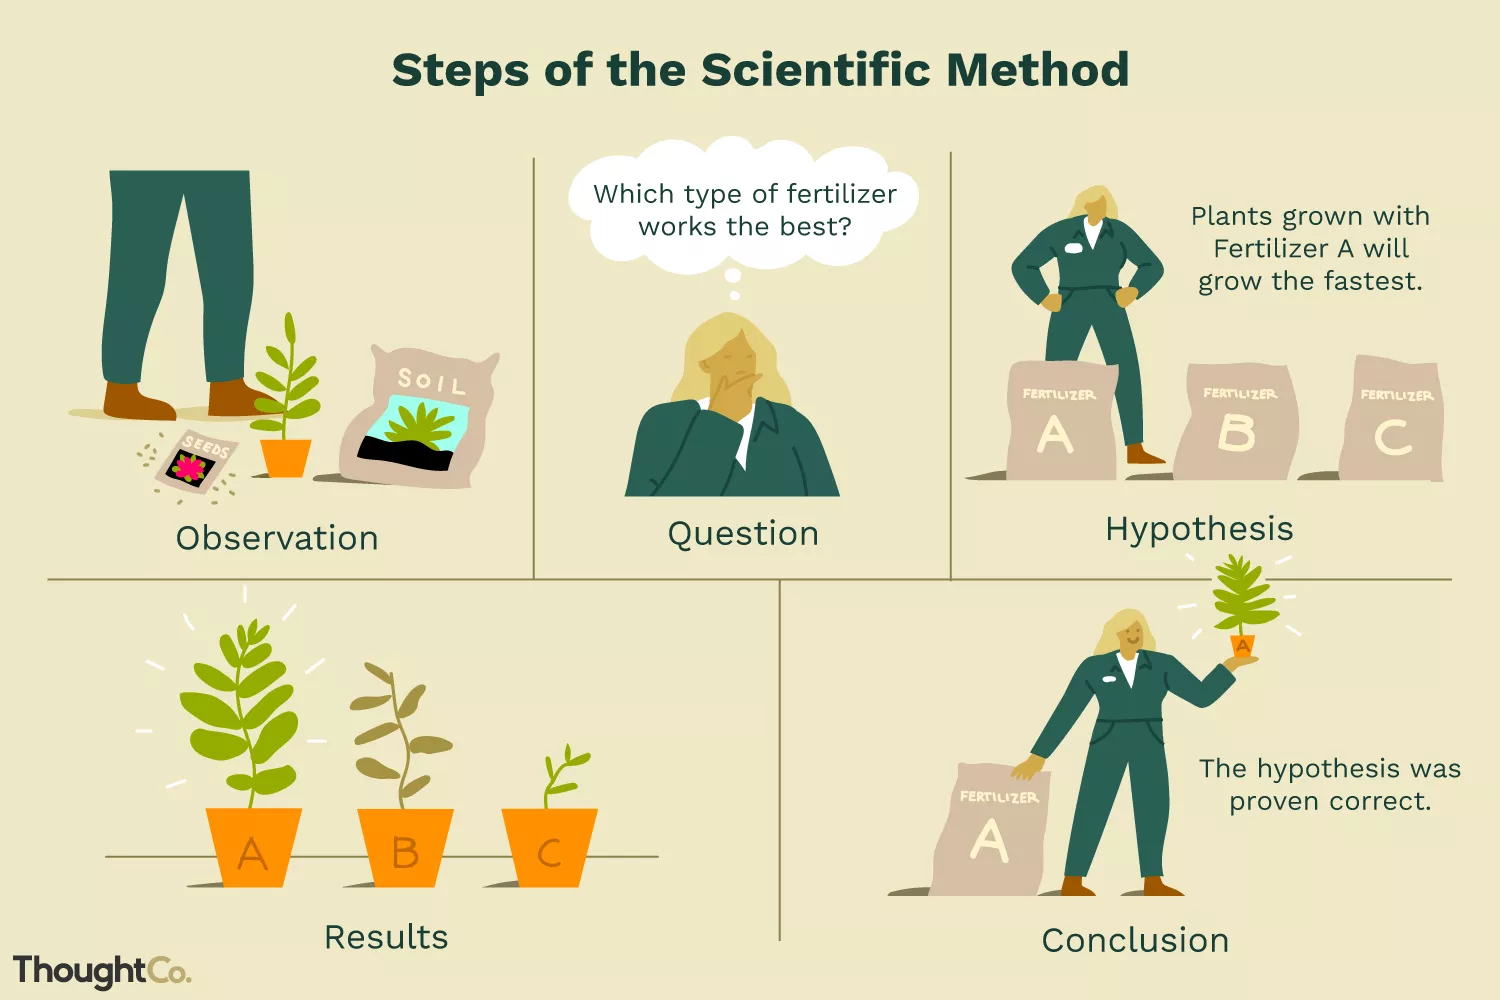 Steps of the Scientific Method
SEEDS
SOIL
Observation
Which type of fertilizer
works the best?
Question
Plants grown with
Fertilizer A will
grow the fastest.
FERTILIZER
A
FERTILIZER
B
FERTILIZER
C
Hypothesis
A
B
C
Results
A
FERTILIZER
A
The hypothesis was
proven correct.
Conclusion
ThoughtCo.